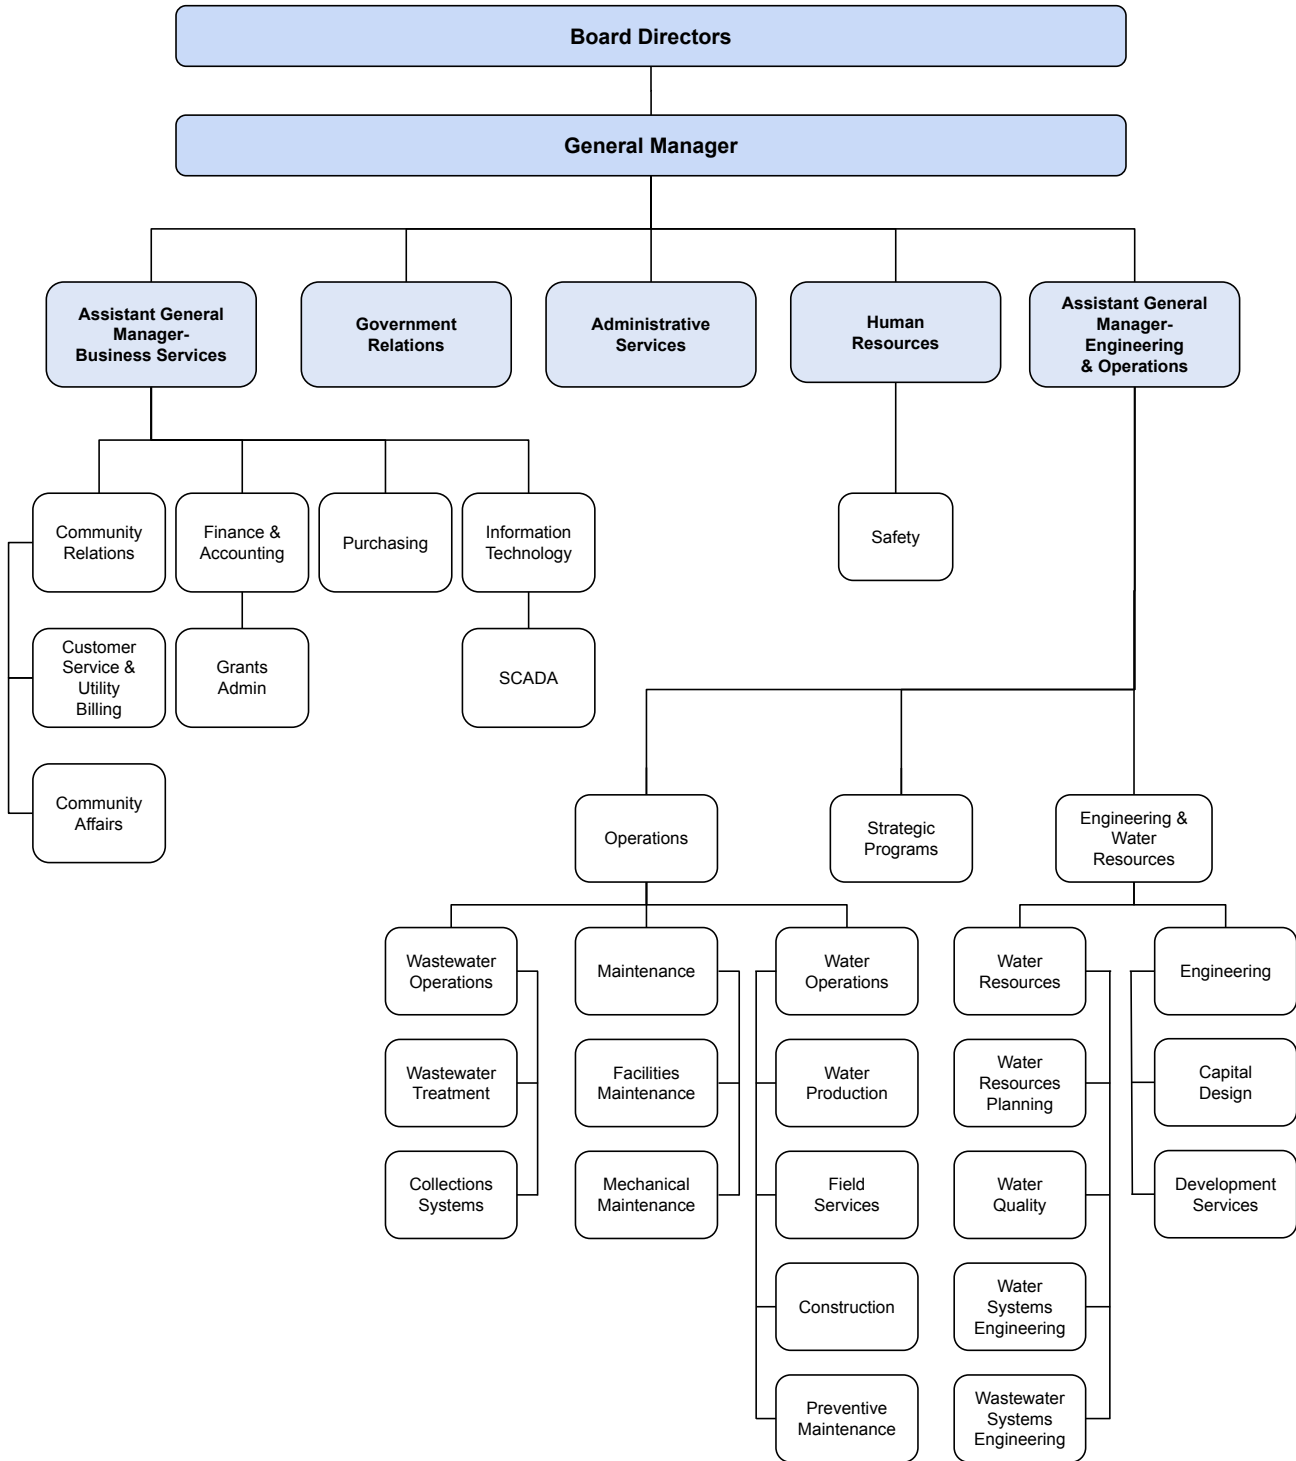 Board Directors
General Manager
Assistant General
Manager-
Business Services
Government
Relations
Administrative
Services
Human
Resources
Assistant General
Manager-
Engineering
& Operations
Community
Relations
Finance &
Accounting
Purchasing
Information
Technology
Safety
Customer
Service &
Utility
Billing
Grants
Admin
SCADA
Community
Affairs
Operations
Strategic
Programs
Engineering &
Water
Resources
Wastewater
Operations
Maintenance
Water
Operations
Water
Resources
Engineering
Wastewater
Treatment
Facilities
Maintenance
Water
Production
Water
Resources
Planning
Capital
Design
Collections
Systems
Mechanical
Maintenance
Field
Services
Water
Quality
Development
Services
Construction
Water
Systems
Engineering
Preventive
Maintenance
Wastewater
Systems
Engineering